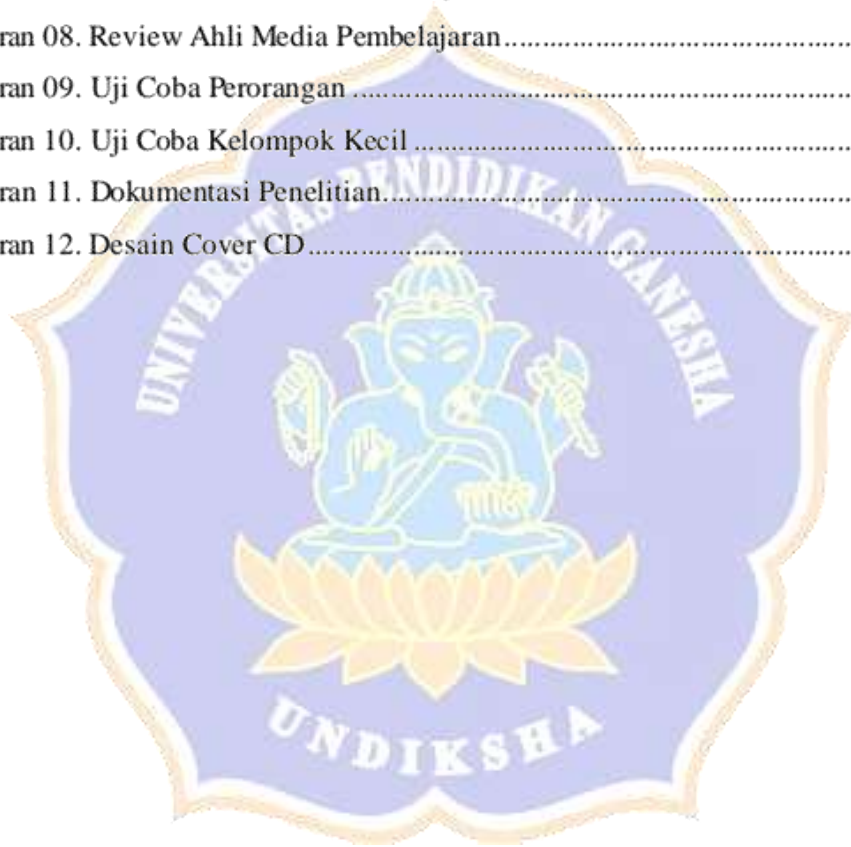 ran 08. Review Ahli Media Pembelajaran
ran 09. Uji Coba Perorangan
ran 10. Uji Coba Kelompok Kecil
ran 11. Dokumentasi Penelitian
ran 12. Desain Cover CD
UNIVERSITAS PENDIDIKAN GANESHA
UNDIKSHA